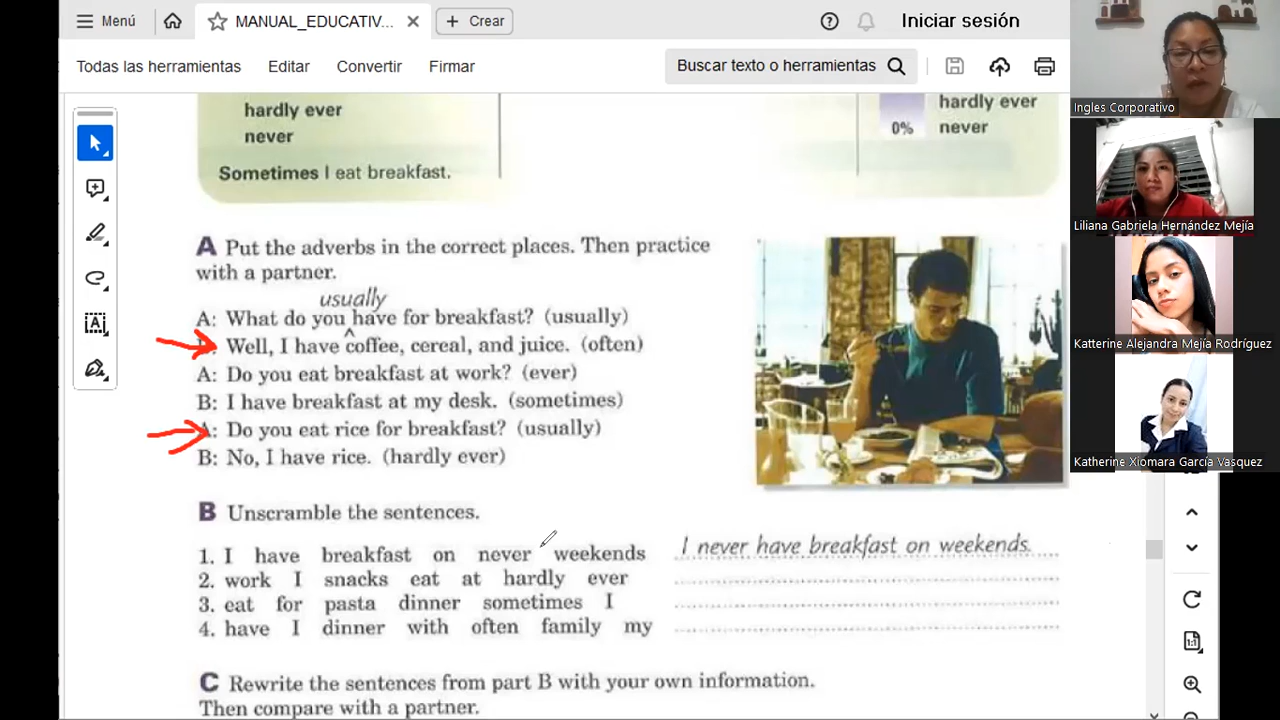 Menú
MANUAL_EDUCATIV...
Crear
Iniciar sesión
Todas las herramientas
Editar
Convertir
Firmar
Buscar texto o herramientas
hardly ever
never
Sometimes I eat breakfast.
hardly ever
0% never
A Put the adverbs in the correct places. Then practice
with a partner.
usually
A: What do you have for breakfast? (usually)
Well, I have coffee, cereal, and juice. (often)
A: Do you eat breakfast at work? (ever)
B: I have breakfast at my desk. (sometimes)
A: Do you eat rice for breakfast? (usually)
B: No, I have rice. (hardly ever)
B Unscramble the sentences.
1. I have breakfast on never weekends I never have breakfast on weekends.
2. work I snacks eat at hardly ever
3. eat for pasta dinner sometimes I
4. have I dinner with often family my
C Rewrite the sentences from part B with your own information.
Then compare with a partner.
Ingles Corporativo
Liliana Gabriela Hernández Mejía
Katterine Alejandra Mejía Rodríguez
Katherine Xiomara García Vasquez